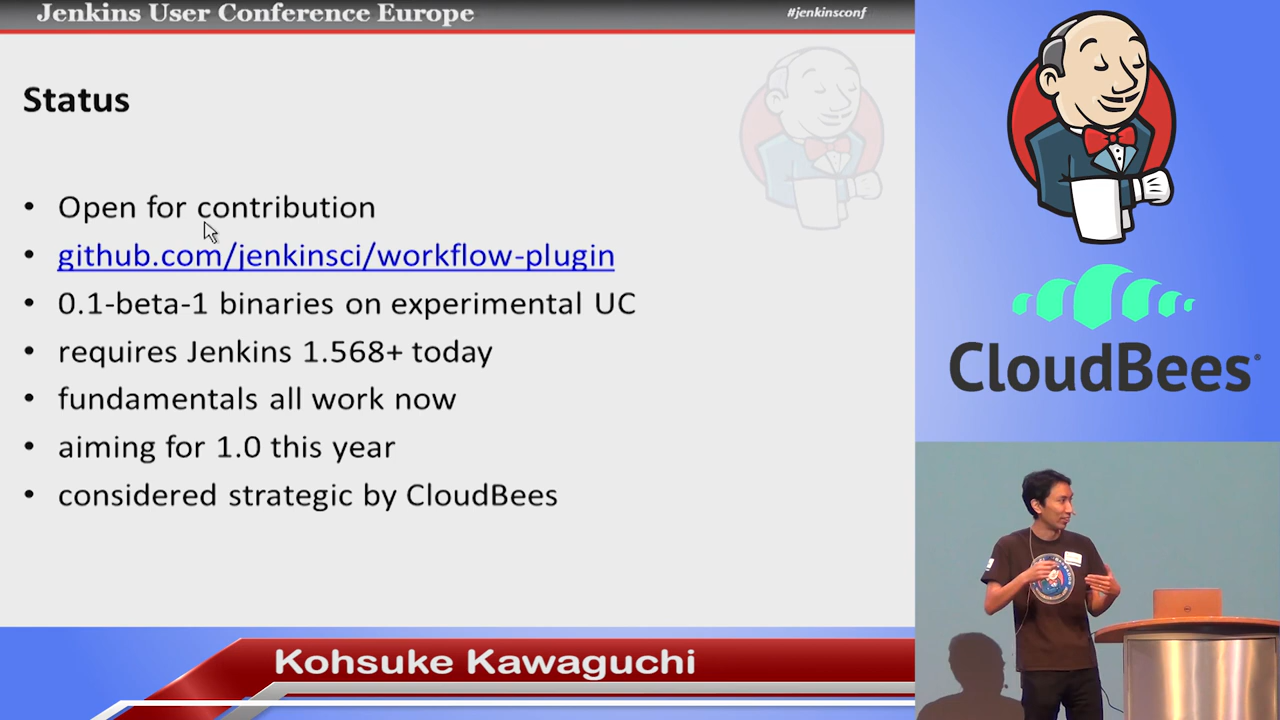 Jenkins User Conference Europe
#jenkinsconf
Status
• Open for contribution
• github.com/jenkinsci/workflow-plugin
• 0.1-beta-1 binaries on experimental UC
• requires Jenkins 1.568+ today
• fundamentals all work now
• aiming for 1.0 this year
• considered strategic by CloudBees
CloudBees®
Kohsuke Kawaguchi